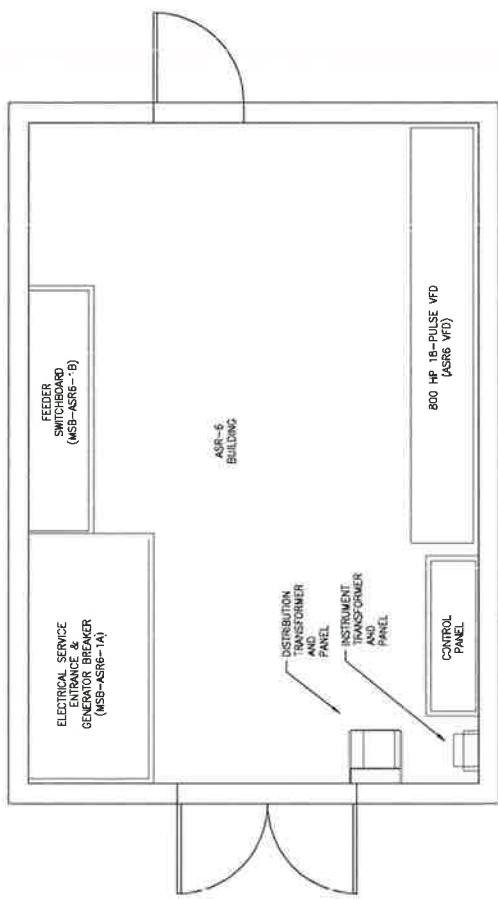 FEEDER
SWITCHBOARD
(MSB-ASR6-1B)
ELECTRICAL SERVICE
ENTRANCE &
GENERATOR BREAKER
(MSB-ASR6-1A)
ASR-6
BUILDING
DISTRIBUTION
TRANSFORMER
AND
PANEL
INSTRUMENT
TRANSFORMER
AND
PANEL
800 HP 18-PULSE VFD
(ASR6 VFD)
CONTROL
PANEL